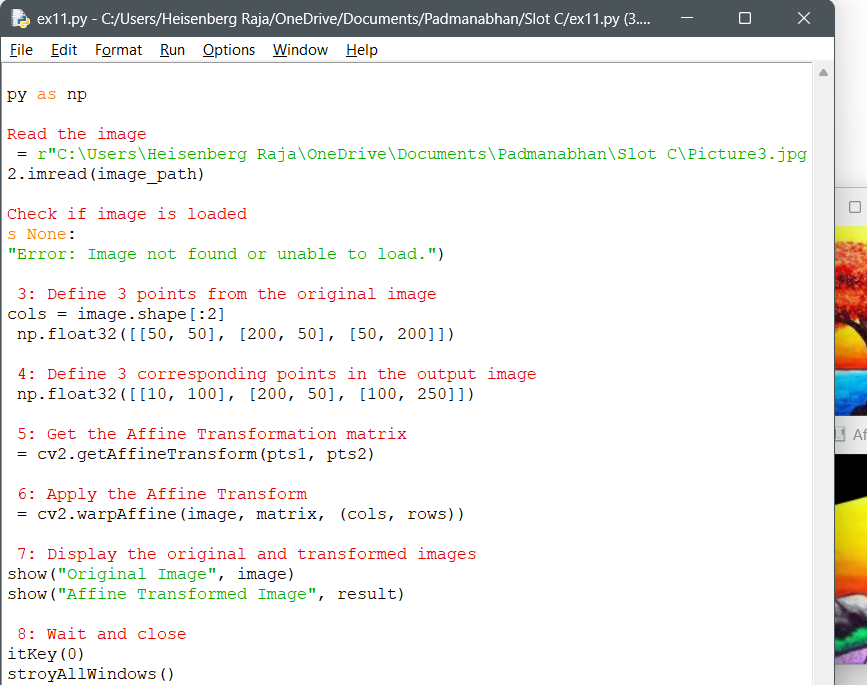 ex11.py - C:/Users/Heisenberg Raja/OneDrive/Documents/Padmanabhan/Slot C/ex11.py (3....
File Edit Format Run Options Window Help
py as np
Read the image
= r"C:\Users\Heisenberg Raja\OneDrive\Documents\Padmanabhan\Slot C\Picture3.jpg
2.imread(image_path)
Check if image is loaded
s None:
"Error: Image not found or unable to load.")
3: Define 3 points from the original image
cols = image.shape[:2]
np.float32([[50, 50], [200, 50], [50, 200]])
4: Define 3 corresponding points in the output image
np.float32([[10, 100], [200, 50], [100, 250]])
5: Get the Affine Transformation matrix
= cv2.getAffineTransform(pts1, pts2)
6: Apply the Affine Transform
= cv2.warpAffine(image, matrix, (cols, rows))
7: Display the original and transformed images
show("Original Image", image)
show("Affine Transformed Image", result)
8: Wait and close
itKey(0)
stroyAllWindows()
Af